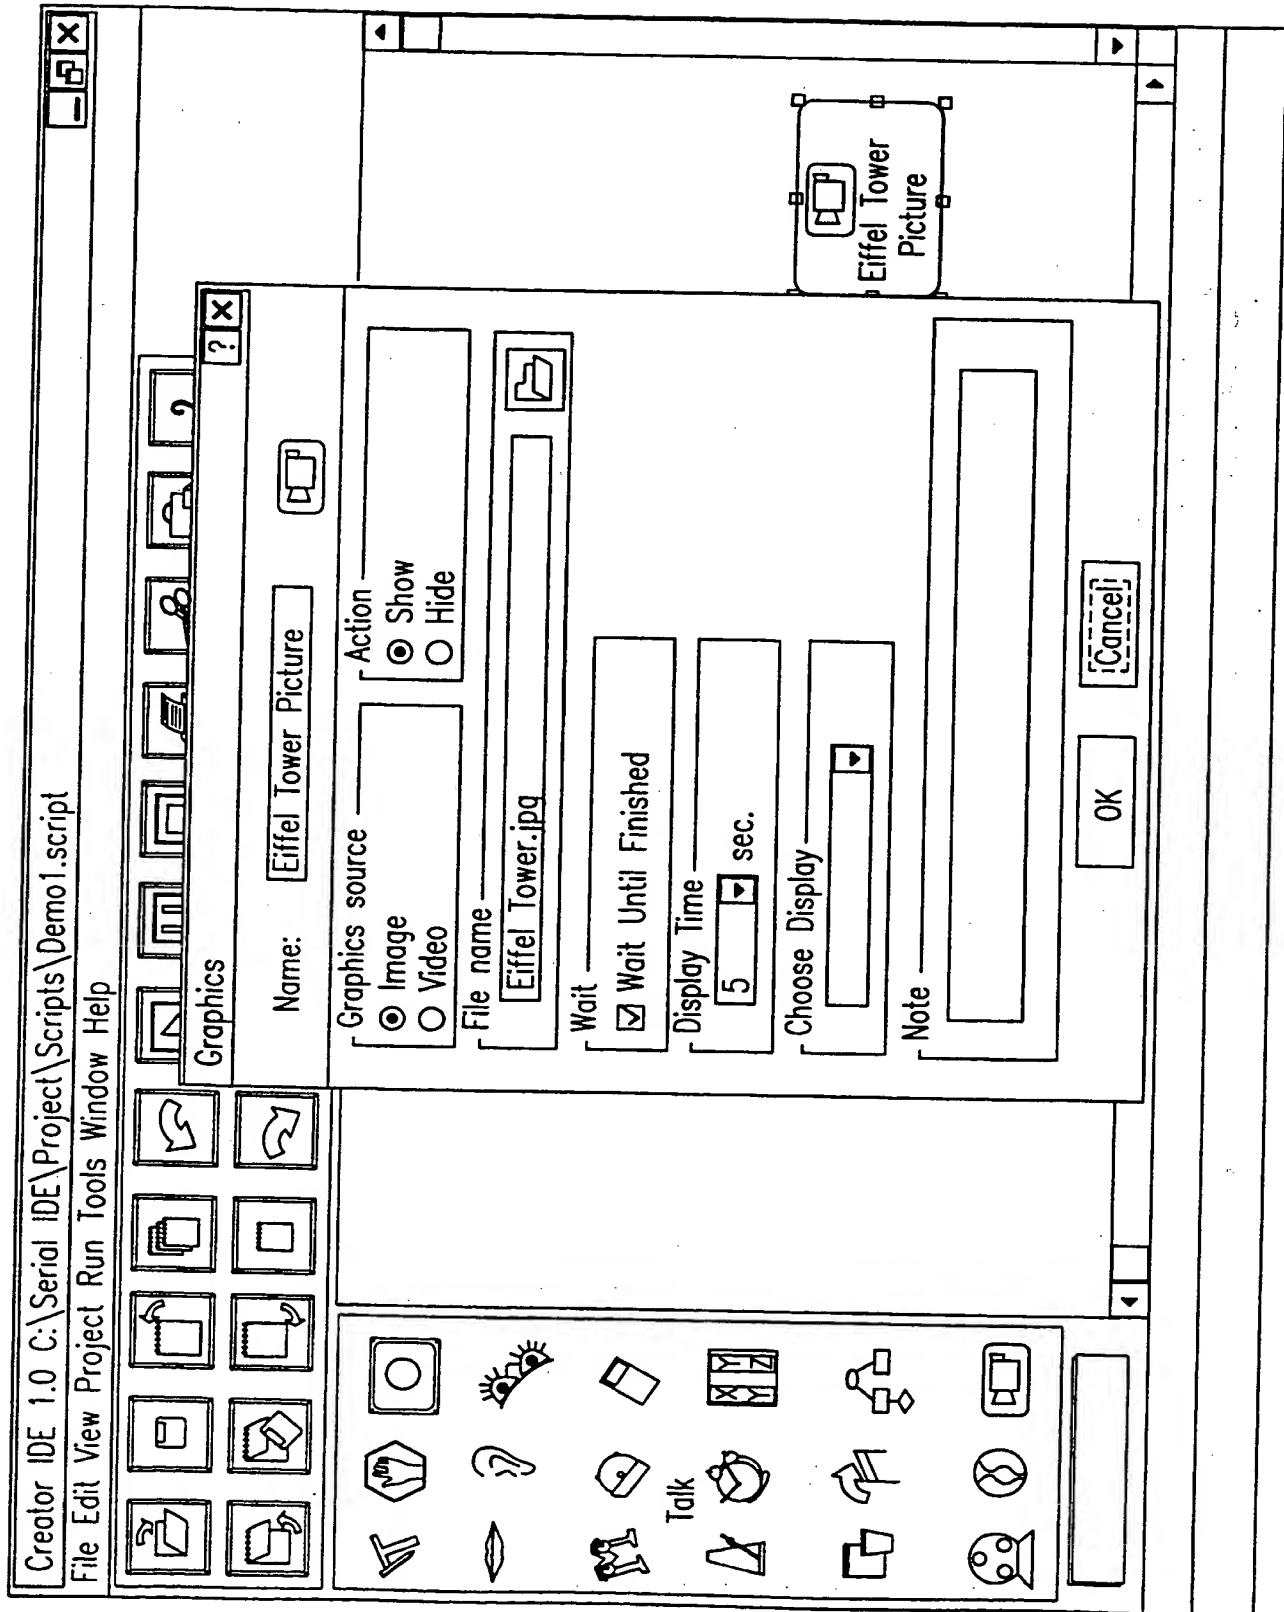 Creator IDE 1.0 C:\Serial IDE\Project\Scripts\Demo1.script
File Edit View Project Run Tools Window Help
?
Graphics
? X
Name: Eiffel Tower Picture
Graphics source
Image
Video
Action
Show
Hide
File name
Eiffel Tower.jpg
Wait
Wait Until Finished
Display Time
5 sec.
Choose Display
Note
OK
Cancel
Talk
X Y
Y Z
Eiffel Tower
Picture